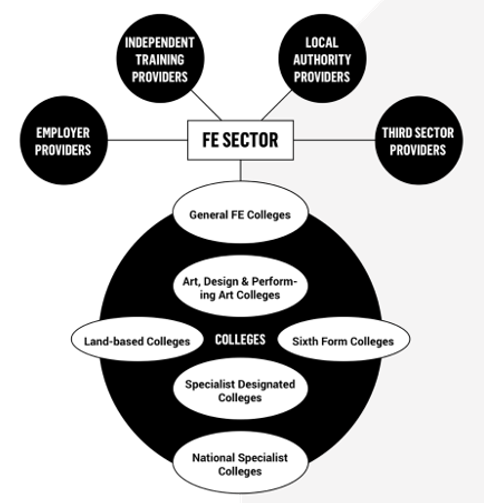 INDEPENDENT
TRAINING
PROVIDERS
LOCAL
AUTHORITY
PROVIDERS
EMPLOYER
PROVIDERS
FE SECTOR
THIRD SECTOR
PROVIDERS
General FE Colleges
Art, Design & Perform-
ing Art Colleges
Land-based Colleges
COLLEGES
Sixth Form Colleges
Specialist Designated
Colleges
National Specialist
Colleges